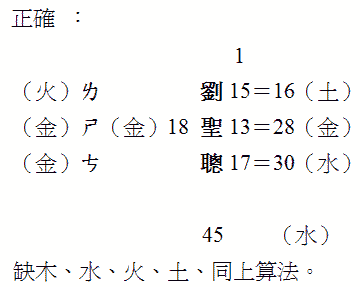 正確 ：
1
（火）ㄌ 劉 15＝16（土）
（金）ㄕ（金）18 聖 13＝28（金）
（金）ㄘ 聰 17＝30（水）
45 （水）
缺木、水、火、土、同上算法。